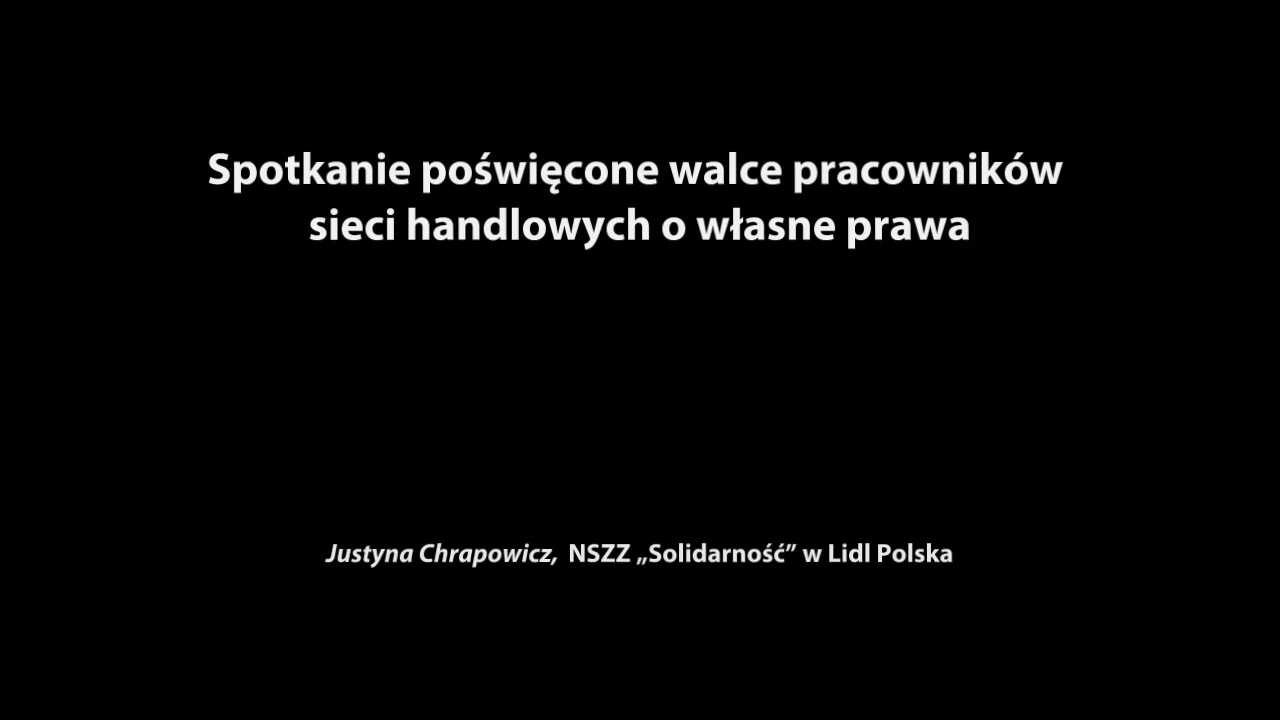 Spotkanie poświęcone walce pracowników
sieci handlowych o własne prawa
Justyna Chrapowicz, NSZZ „Solidarność” w Lidl Polska